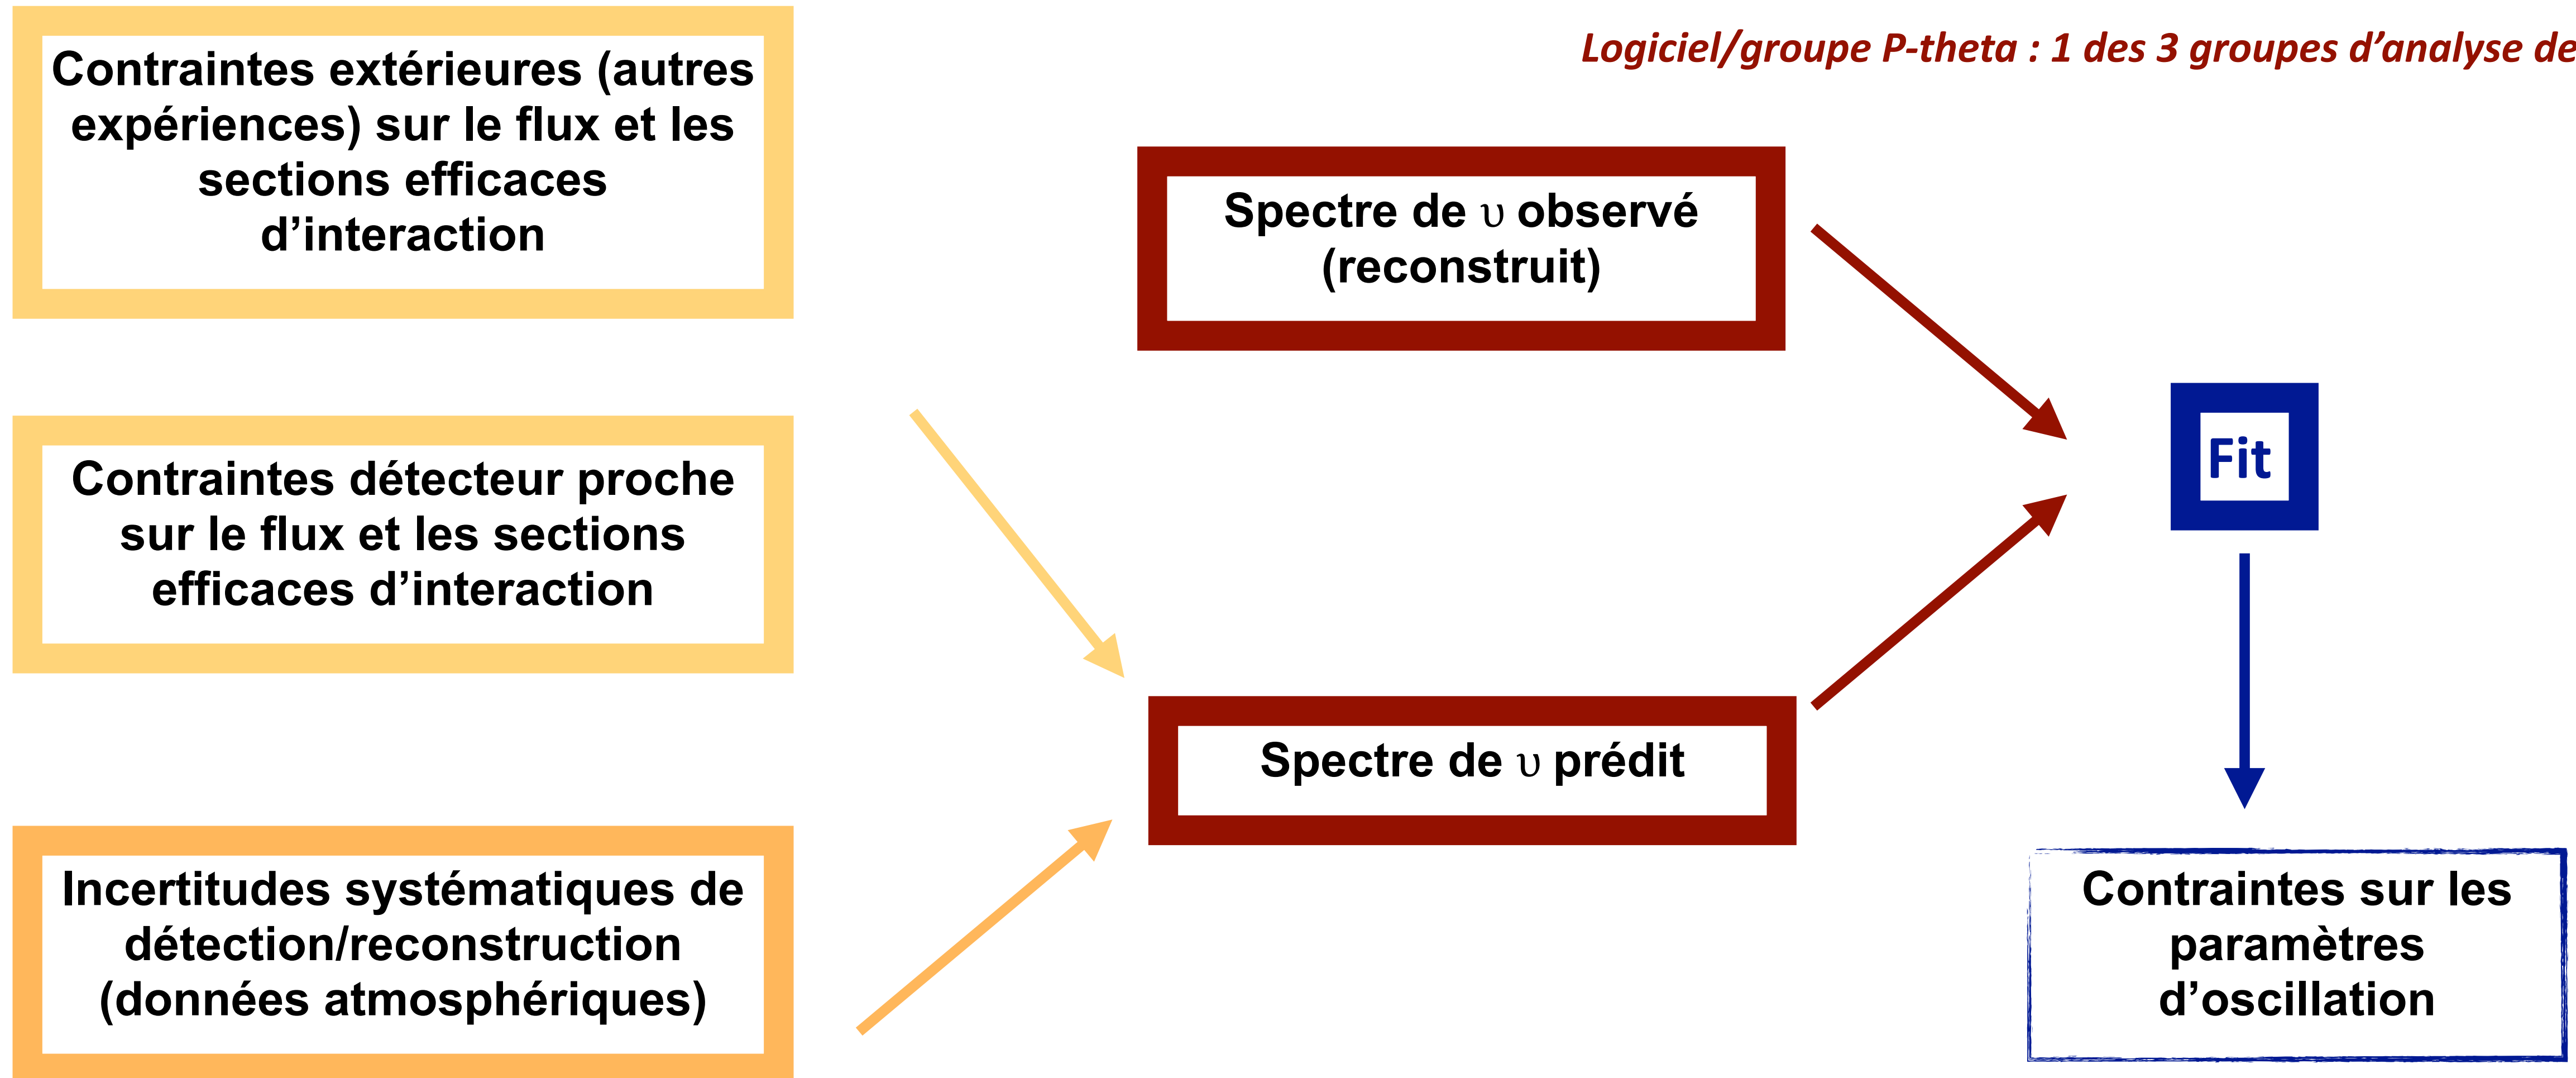 Logiciel/groupe P-theta : 1 des 3 groupes d’analyse de
Contraintes extérieures (autres
expériences) sur le flux et les
sections efficaces
d’interaction
Spectre de υ observé
(reconstruit)
Contraintes détecteur proche
sur le flux et les sections
efficaces d’interaction
Fit
Spectre de υ prédit
Incertitudes systématiques de
détection/reconstruction
(données atmosphériques)
Contraintes sur les
paramètres
d’oscillation